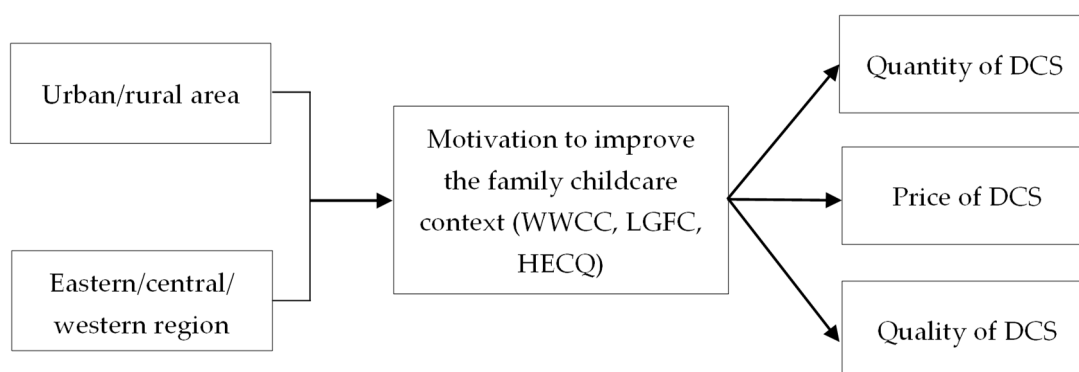 Urban/rural area
Eastern/central/
western region
Motivation to improve
the family childcare
context (WWCC, LGFC,
HECQ)
Quantity of DCS
Price of DCS
Quality of DCS